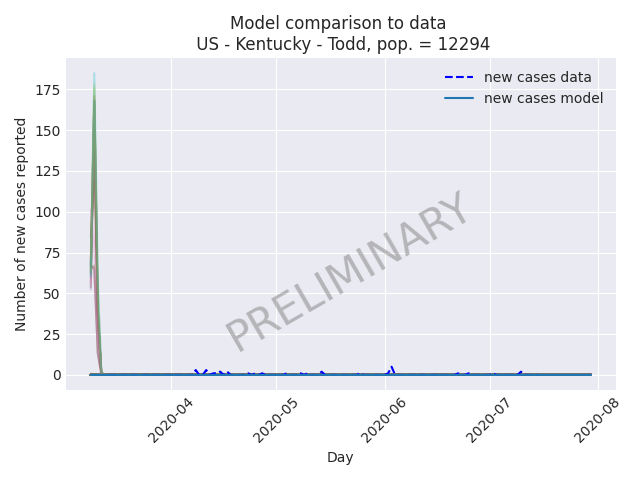 Model comparison to data
US - Kentucky - Todd, pop. = 12294
new cases data
new cases model
Number of new cases reported
175
150
125
100
75
50
25
0
PRELIMINARY
2020-04
2020-05
2020-06
2020-07
2020-08
Day